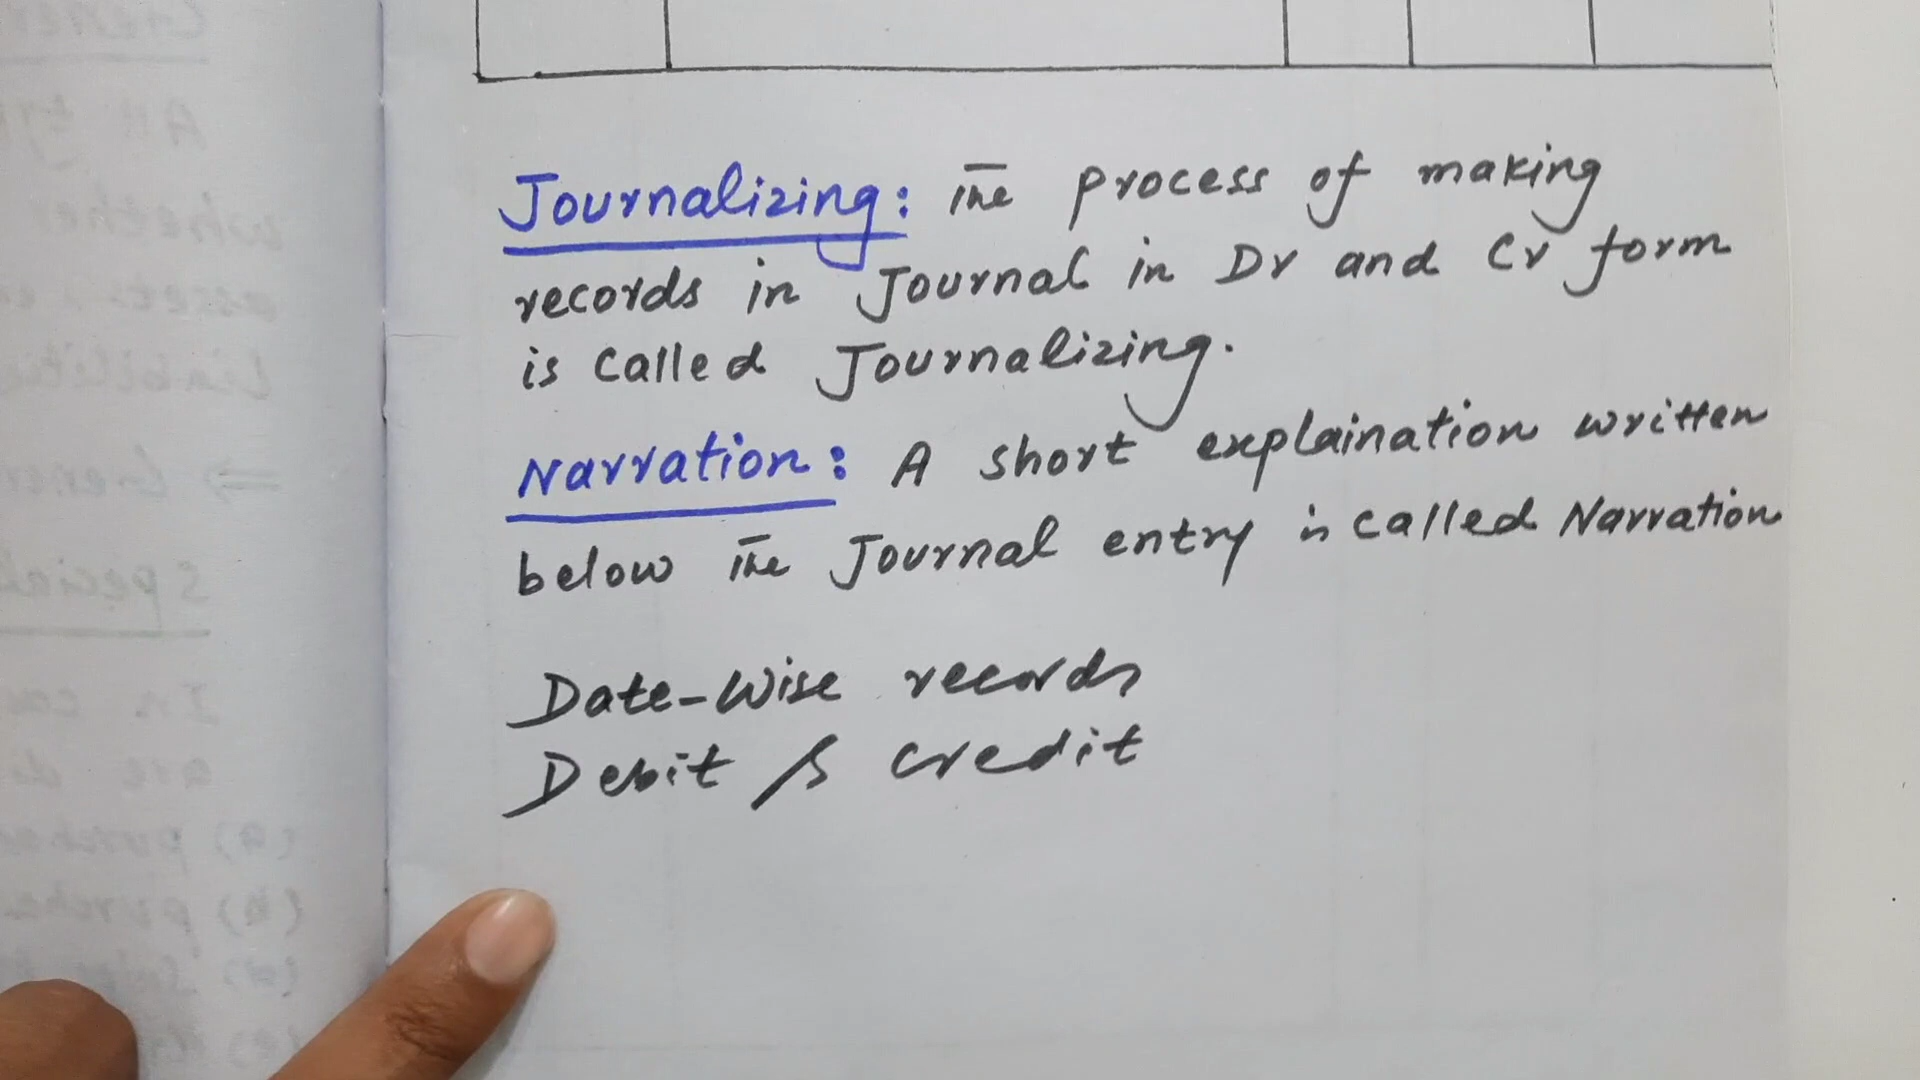 Journalizing: The process of making
records in Journal in Dr and Cr form
is called Journalizing.
Narration: A short explaination written
below the Journal entry is called Narration
Date-Wise records
Debit & credit